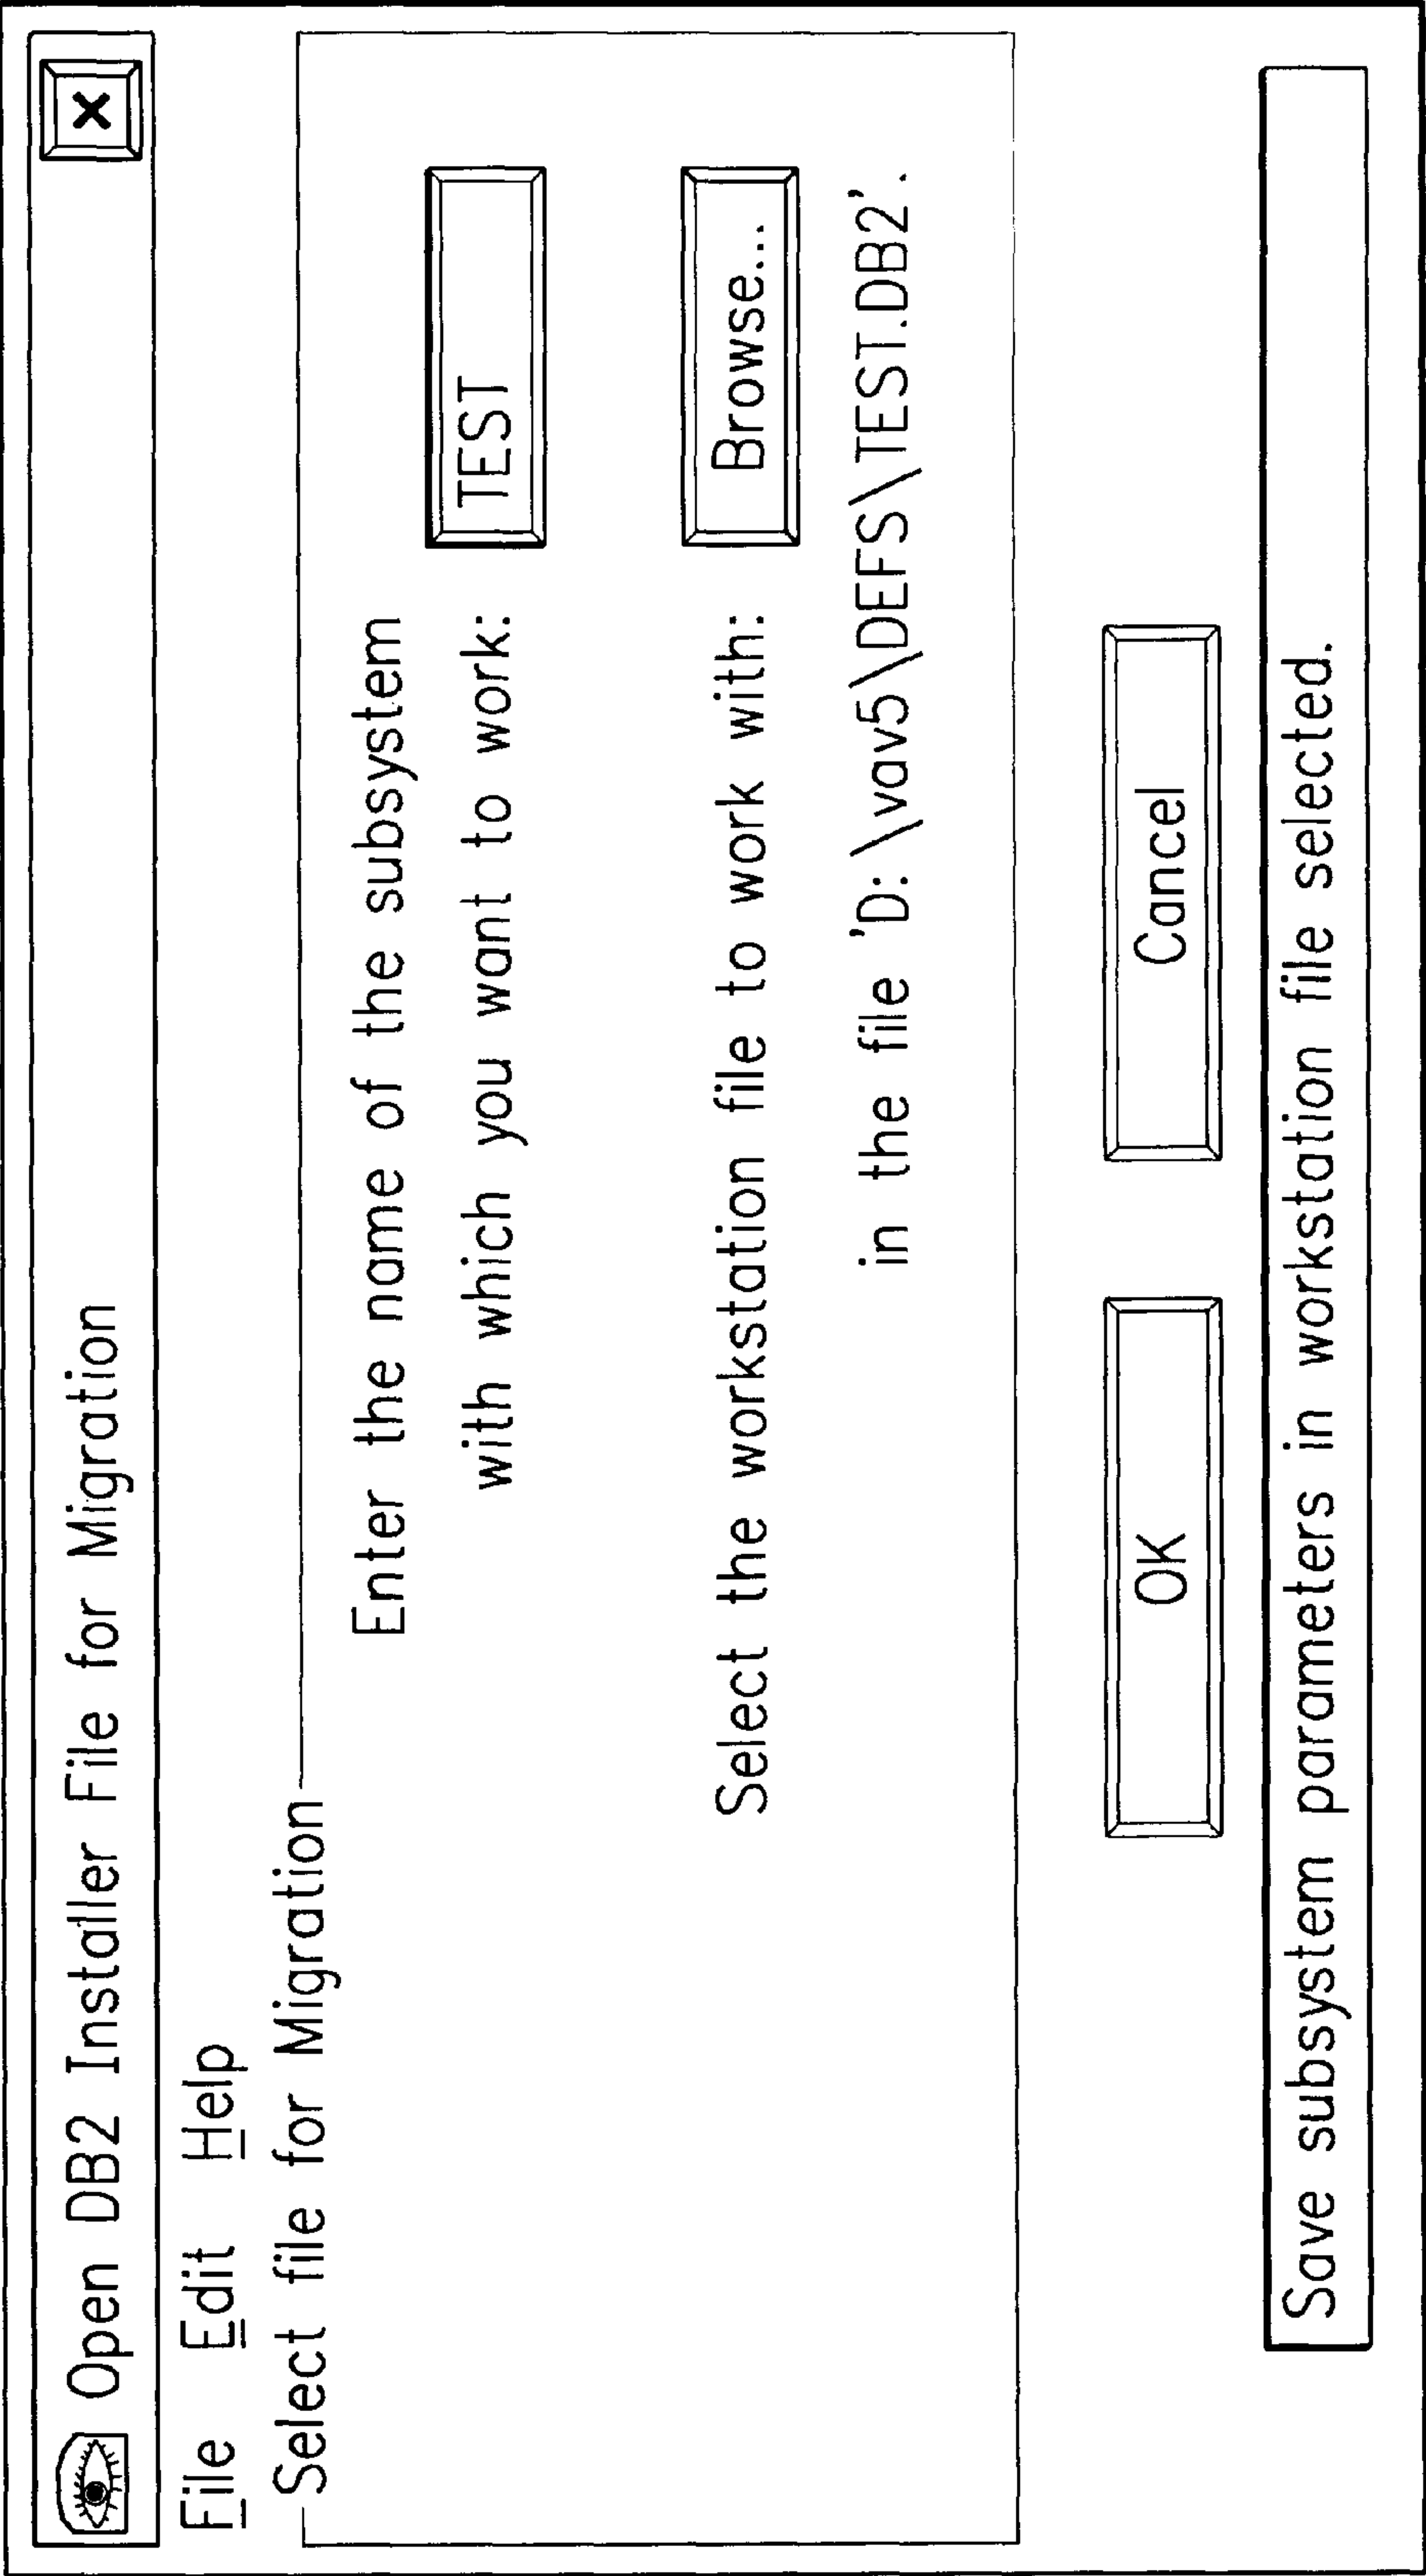 Open DB2 Installer File for Migration
File Edit Help
Select file for Migration
Enter the name of the subsystem
with which you want to work: TEST
Select the workstation file to work with: Browse...
in the file 'D:\vav5\DEFS\TEST.DB2'.
OK Cancel
Save subsystem parameters in workstation file selected.